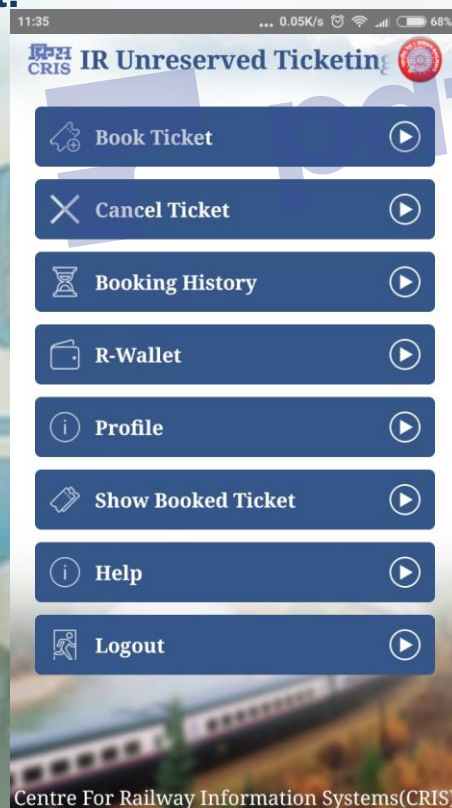 11:35 ... 0.05K/s 68%
CRIS IR Unreserved Ticketing
Book Ticket
Cancel Ticket
Booking History
R-Wallet
Profile
Show Booked Ticket
Help
Logout
Centre For Railway Information Systems(CRIS)